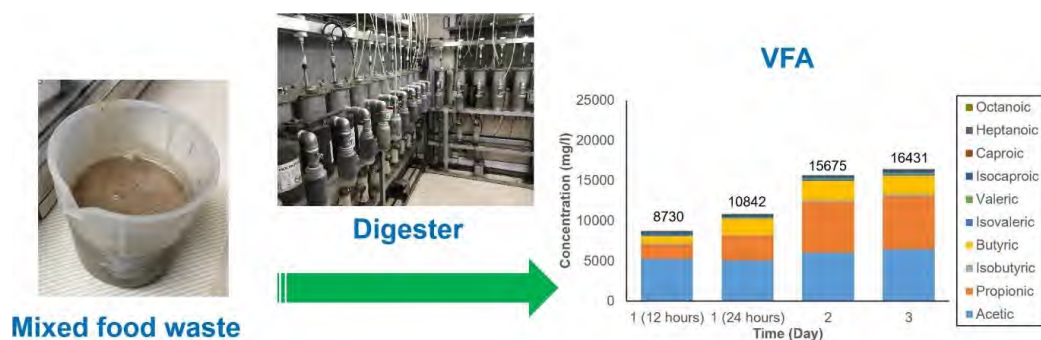 Mixed food waste
Digester
VFA
Concentration (mg/l)
25000
20000
15000
10000
5000
0
8730
10842
15675
16431
1 (12 hours)
1 (24 hours)
2
3
Time (Day)
Octanoic
Heptanoic
Caproic
Isocaproic
Valeric
Isovaleric
Butyric
Isobutyric
Propionic
Acetic